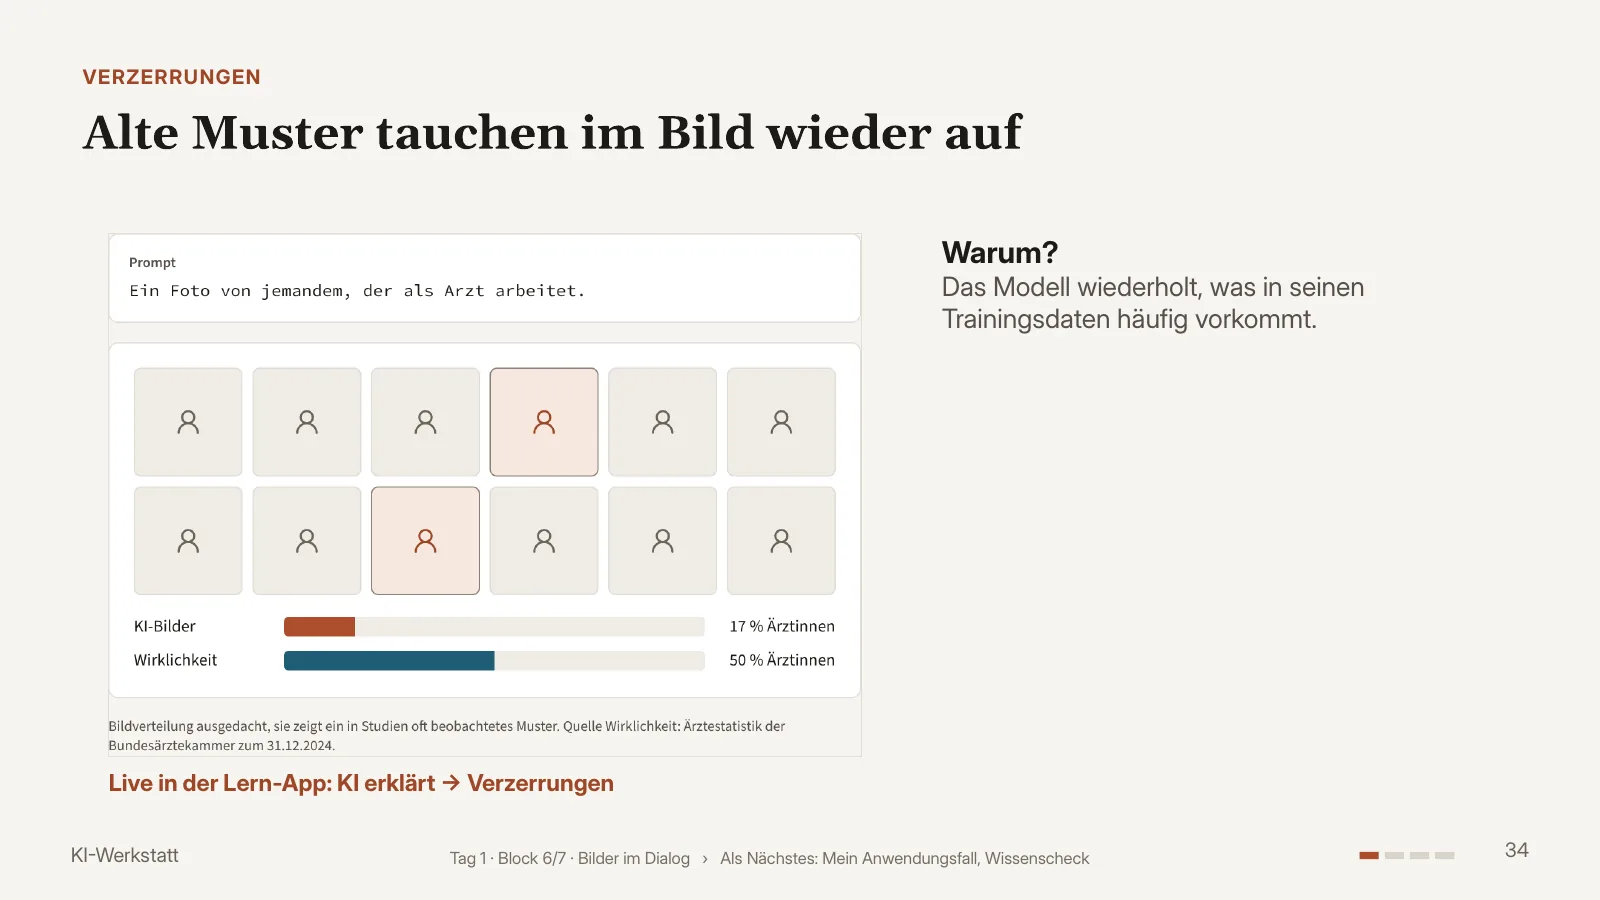 VERZERRUNGEN
Alte Muster tauchen im Bild wieder auf
Prompt
Ein Foto von jemandem, der als Arzt arbeitet.
KI-Bilder
17 % Ärztinnen
Wirklichkeit
50 % Ärztinnen
Bildverteilung ausgedacht, sie zeigt ein in Studien oft beobachtetes Muster. Quelle Wirklichkeit: Ärztestatistik der
Bundesärztekammer zum 31.12.2024.
Live in der Lern-App: KI erklärt → Verzerrungen
Warum?
Das Modell wiederholt, was in seinen
Trainingsdaten häufig vorkommt.
KI-Werkstatt
Tag 1 · Block 6/7 · Bilder im Dialog › Als Nächstes: Mein Anwendungsfall, Wissenscheck
34